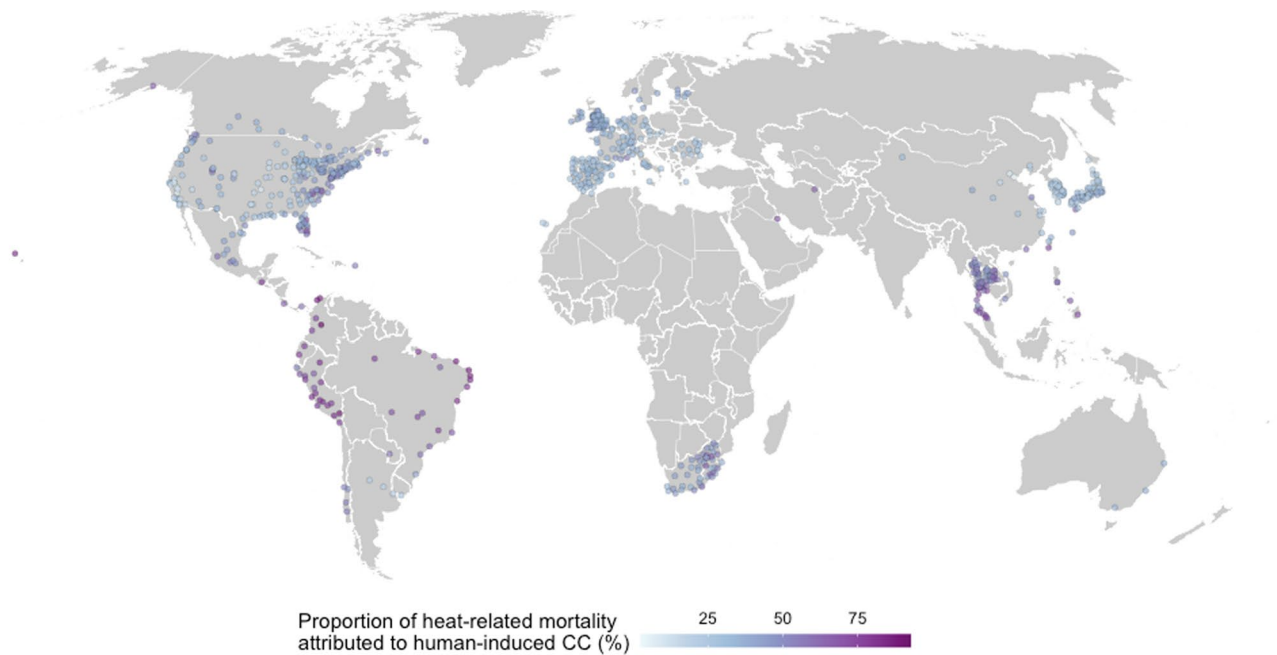 Proportion of heat-related mortality
attributed to human-induced CC (%)
25 50 75